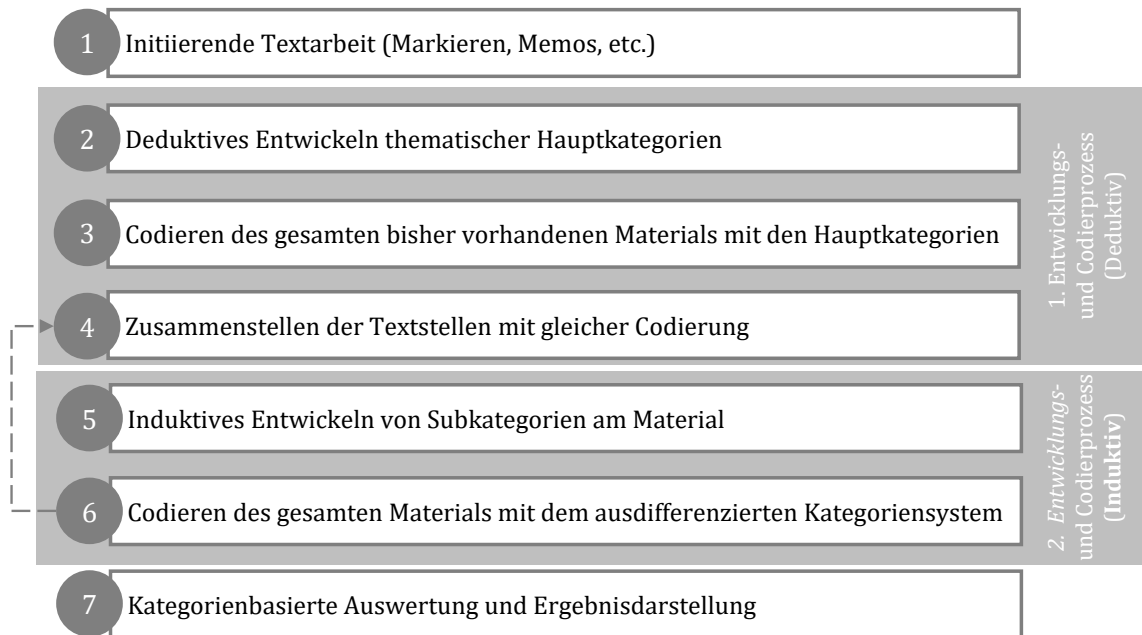 1 Initiierende Textarbeit (Markieren, Memos, etc.)
2 Deduktives Entwickeln thematischer Hauptkategorien
3 Codieren des gesamten bisher vorhandenen Materials mit den Hauptkategorien
4 Zusammenstellen der Textstellen mit gleicher Codierung
1. Entwicklungs-
und Codierprozess
(Deduktiv)
5 Induktives Entwickeln von Subkategorien am Material
6 Codieren des gesamten Materials mit dem ausdifferenzierten Kategoriensystem
2. Entwicklungs-
und Codierprozess
(Induktiv)
7 Kategorienbasierte Auswertung und Ergebnisdarstellung